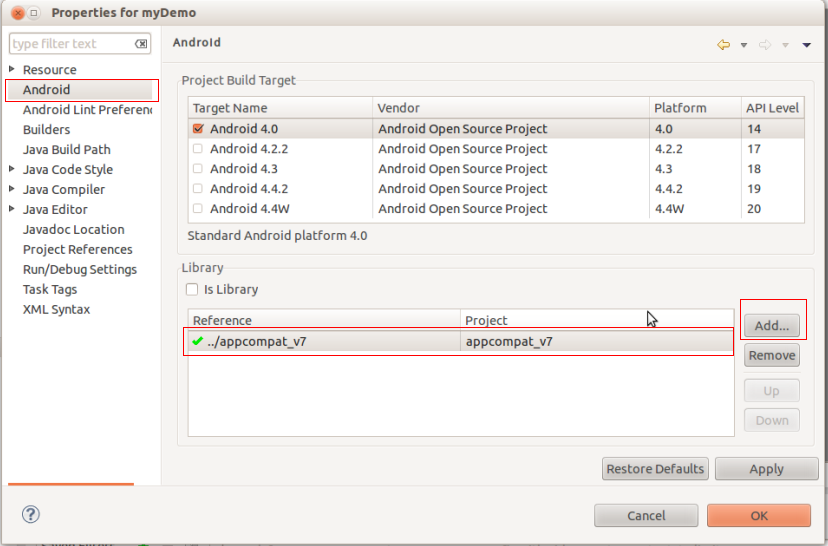 Properties for myDemo
type filter text
Resource
Android
Android Lint Preferen
Builders
Java Build Path
Java Code Style
Java Compiler
Java Editor
Javadoc Location
Project References
Run/Debug Settings
Task Tags
XML Syntax
Android
Project Build Target
Target Name Vendor Platform API Level
Android 4.0 Android Open Source Project 4.0 14
Android 4.2.2 Android Open Source Project 4.2.2 17
Android 4.3 Android Open Source Project 4.3 18
Android 4.4.2 Android Open Source Project 4.4.2 19
Android 4.4W Android Open Source Project 4.4W 20
Standard Android platform 4.0
Library
Is Library
Reference Project
../appcompat_v7 appcompat_v7
Add...
Remove
Up
Down
Restore Defaults Apply
Cancel OK